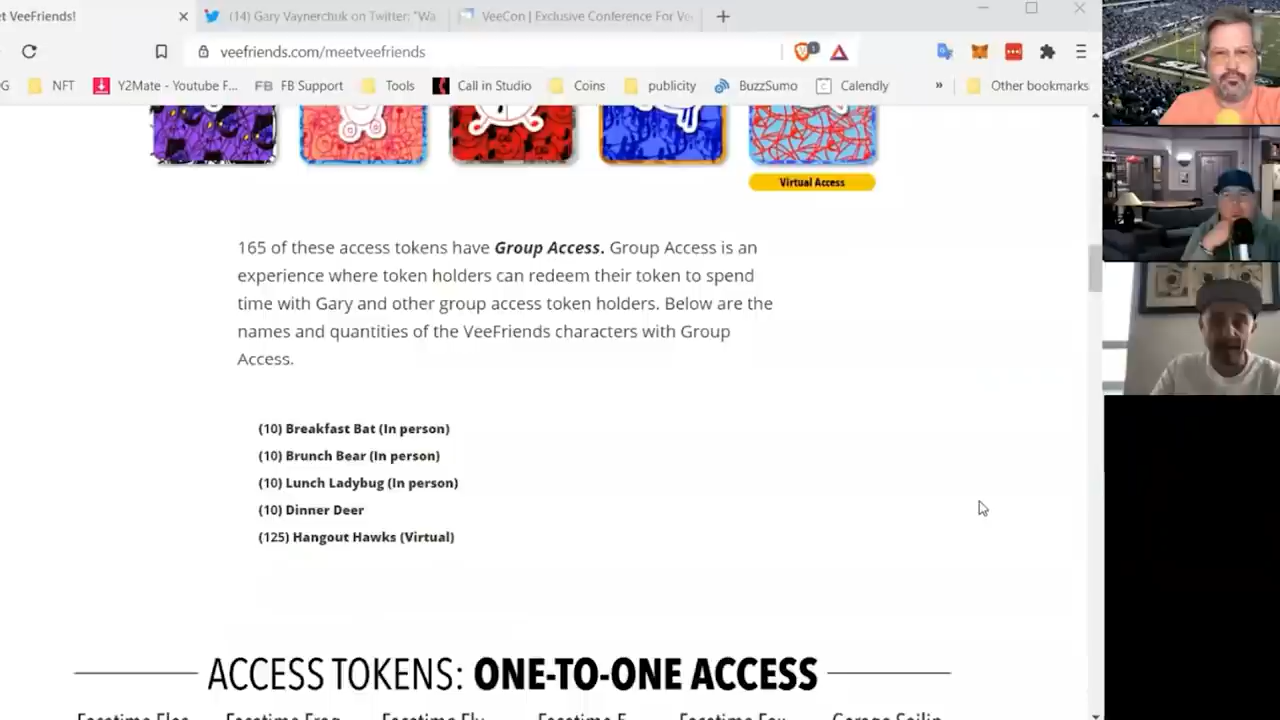 et VeeFriends!
(14) Gary Vaynerchuk on Twitter: "Wa
VeeCon | Exclusive Conference For Ve
veefriends.com/meetveefriends
G
NFT
Y2Mate - Youtube F...
FB FB Support
Tools
Call in Studio
Coins
publicity
BuzzSumo
Calendly
»
Other bookmarks
Virtual Access
165 of these access tokens have Group Access. Group Access is an
experience where token holders can redeem their token to spend
time with Gary and other group access token holders. Below are the
names and quantities of the VeeFriends characters with Group
Access.
(10) Breakfast Bat (In person)
(10) Brunch Bear (In person)
(10) Lunch Ladybug (In person)
(10) Dinner Deer
(125) Hangout Hawks (Virtual)
ACCESS TOKENS: ONE-TO-ONE ACCESS